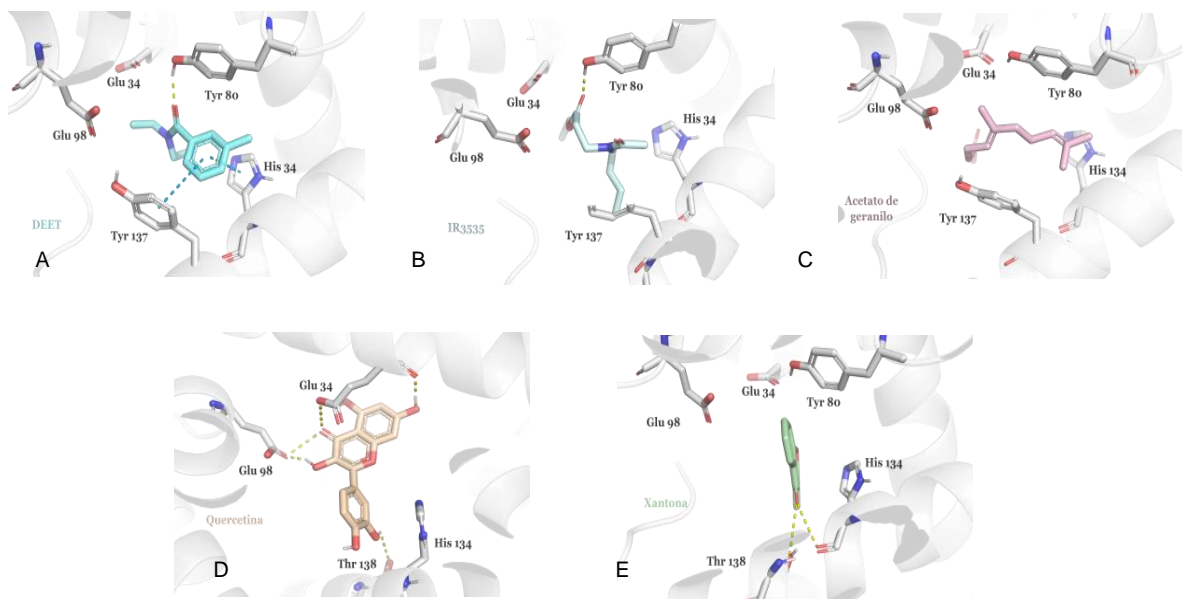 Glu 34
Tyr 80
Glu 98
His 34
DEET
Tyr 137
A
Glu 34
Tyr 80
His 34
Glu 98
IR3535
Tyr 137
B
Glu 34
Tyr 80
Glu 98
His 134
Acetato de
geranilo
Tyr 137
C
Glu 34
Glu 98
Quercetina
His 134
Thr 138
D
Glu 34
Tyr 80
Glu 98
His 134
Xantona
Thr 138
E